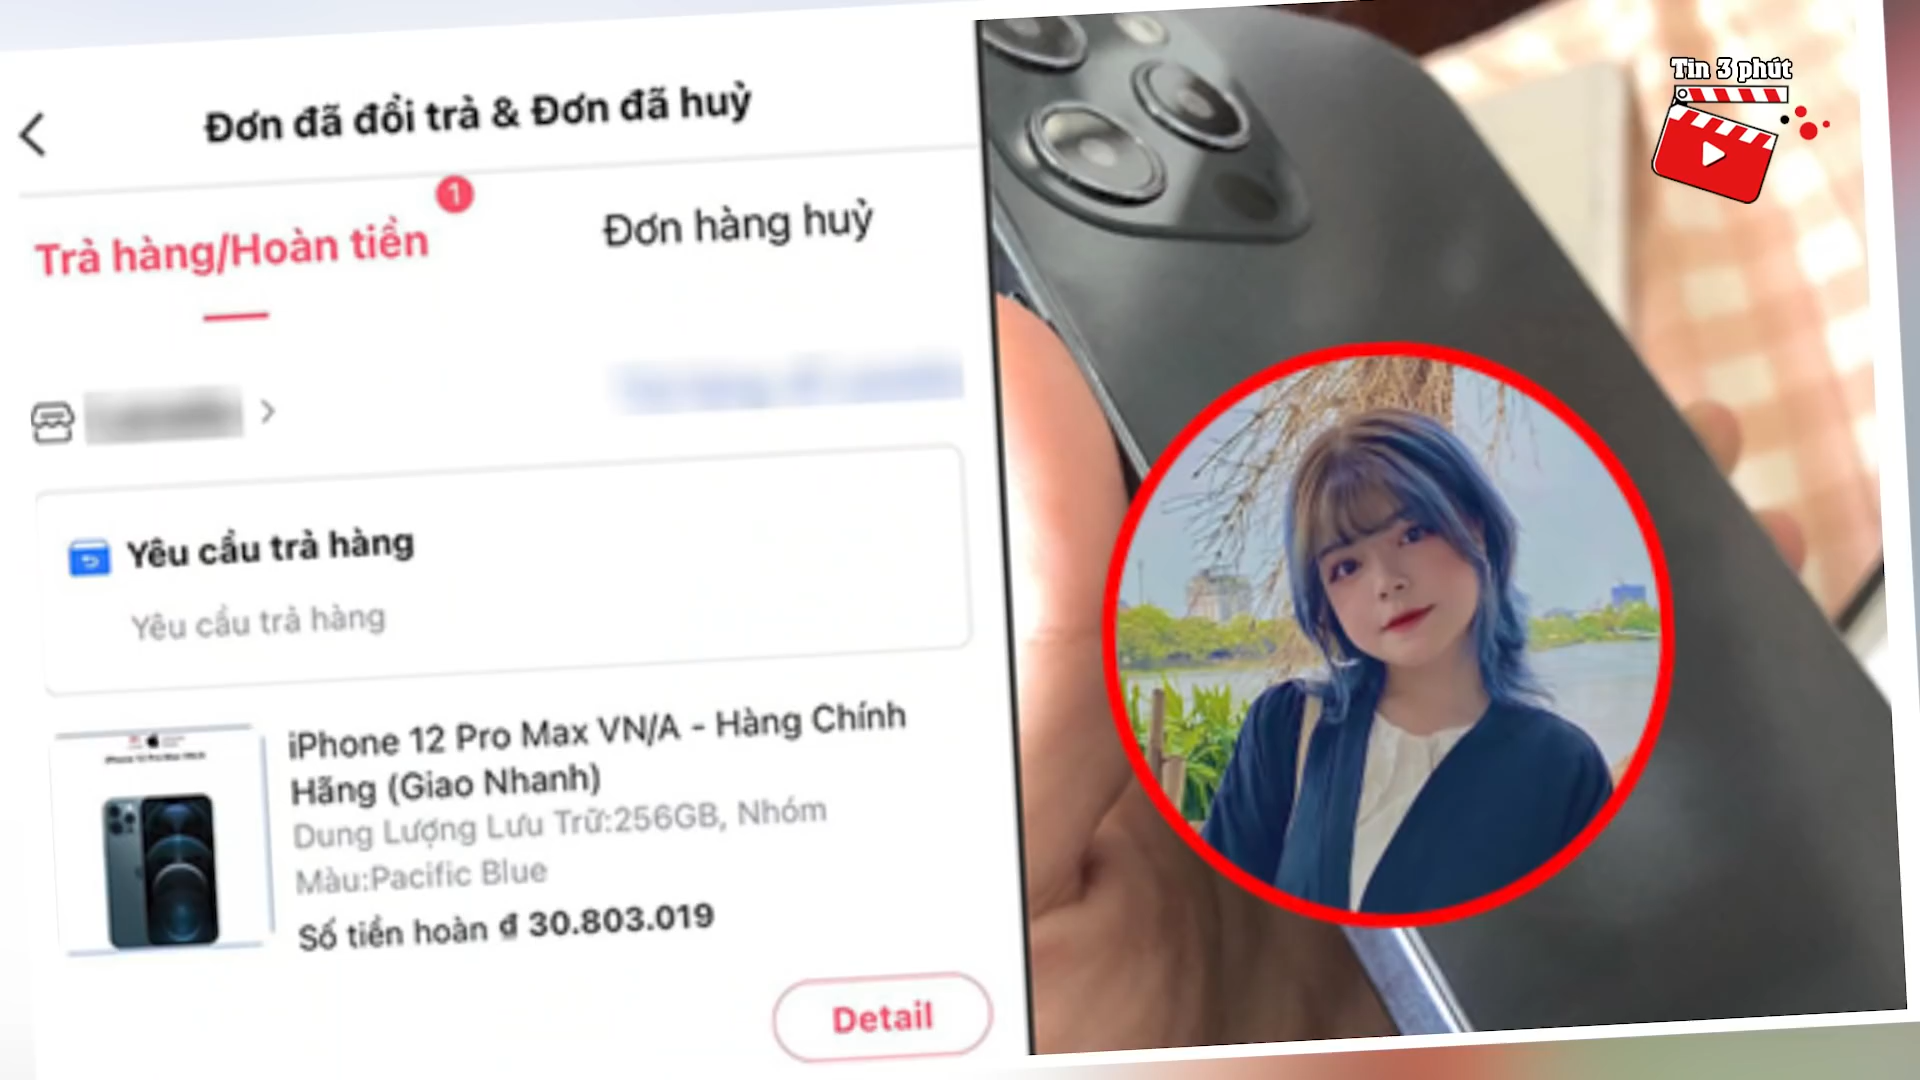 Đơn đã đổi trả & Đơn đã huỷ
Trả hàng/Hoàn tiền
1
Đơn hàng huỷ
Yêu cầu trả hàng
Yêu cầu trả hàng
iPhone 12 Pro Max VN/A - Hàng Chính
Hãng (Giao Nhanh)
Dung Lượng Lưu Trữ:256GB, Nhóm
Màu:Pacific Blue
Số tiền hoàn ₫ 30.803.019
Detail
Tin 3 phút